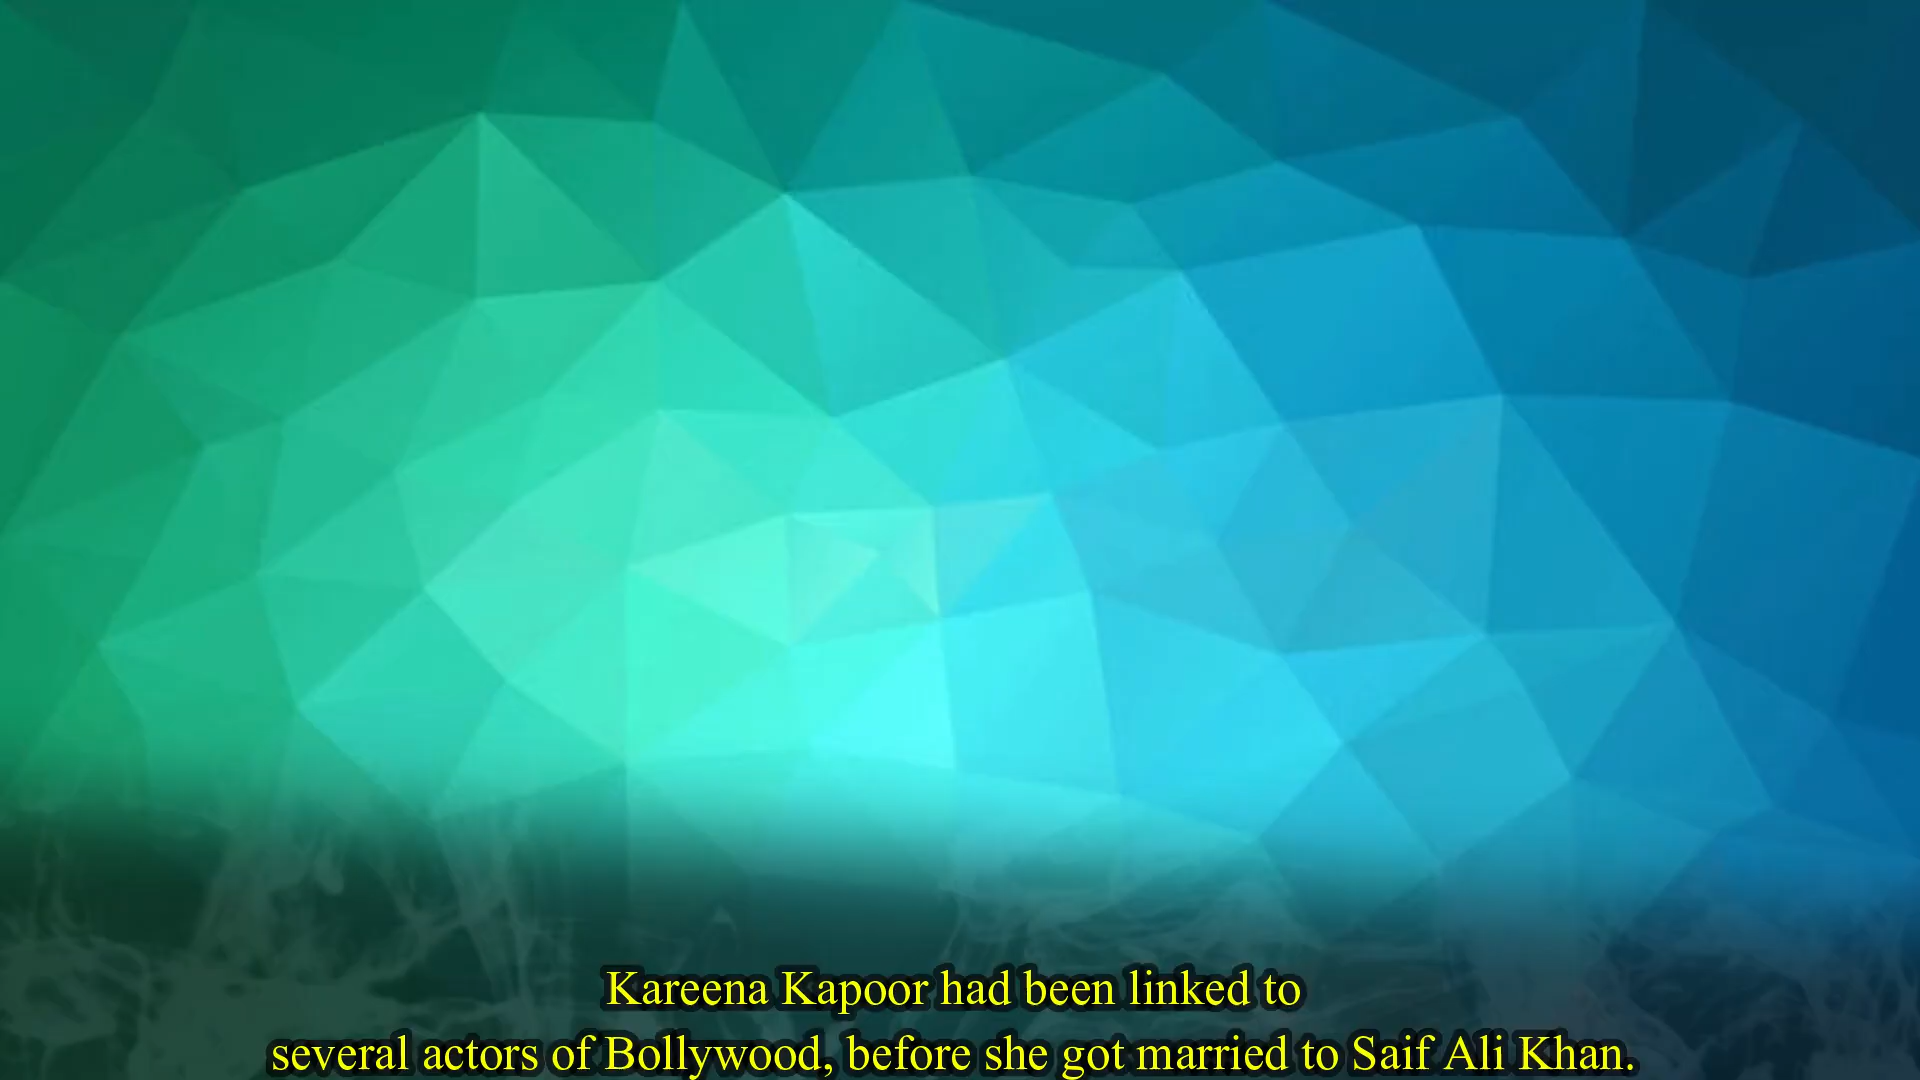 Kareena Kapoor had been linked to
several actors of Bollywood, before she got married to Saif Ali Khan.